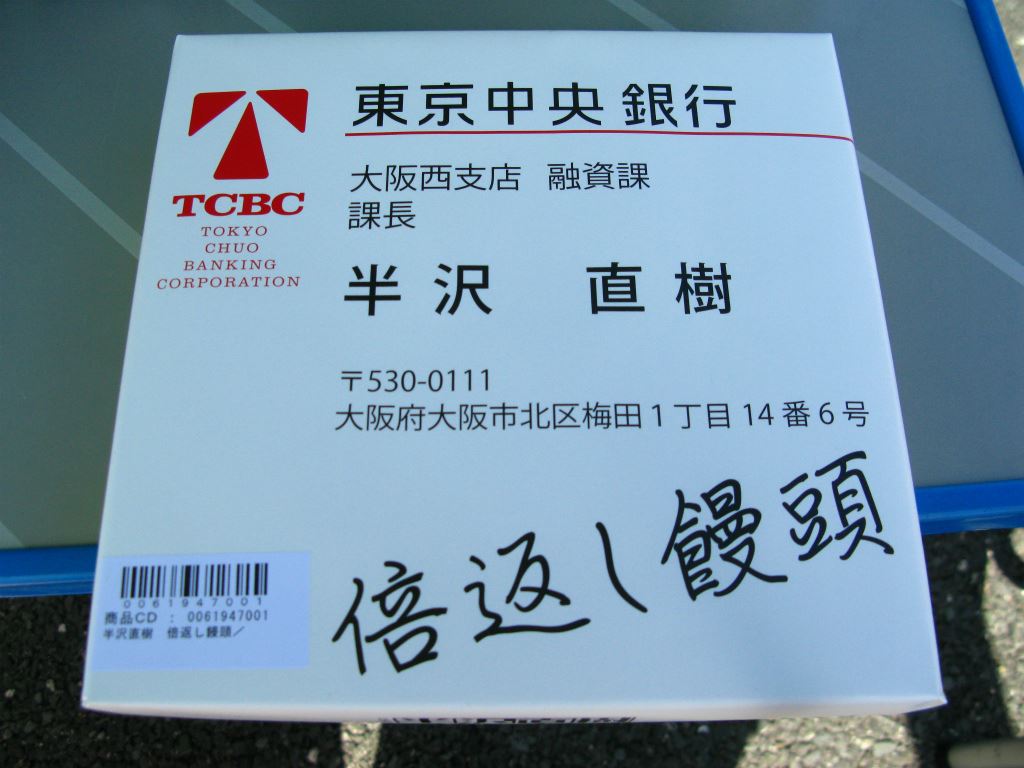 東京中央銀行
TCBC
TOKYO
CHUO
BANKING
CORPORATION
大阪西支店 融資課
課長
半沢 直樹
〒530-0111
大阪府大阪市北区梅田1丁目14番6号
倍返し饅頭
0061947001
商品CD : 0061947001
半沢直樹 倍返し饅頭/